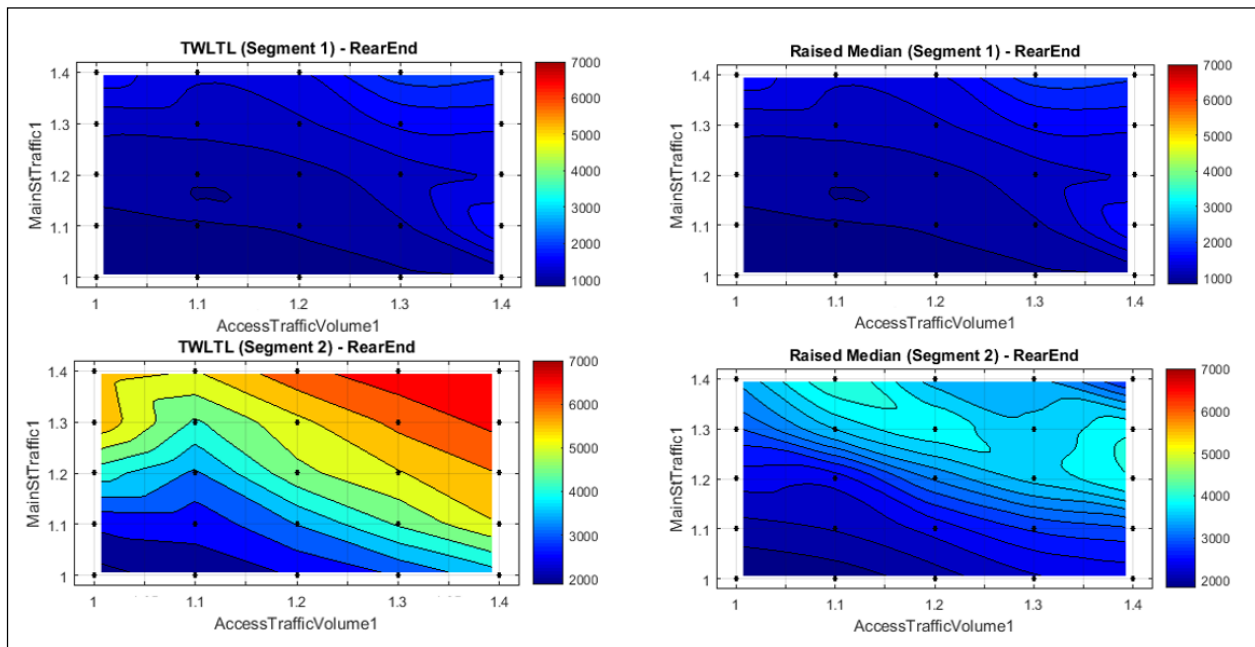 TWLTL (Segment 1) - RearEnd
1.4
1.3
1.2
1.1
1
MainStTraffic1
1 1.1 1.2 1.3 1.4
AccessTrafficVolume1
7000
6000
5000
4000
3000
2000
1000
Raised Median (Segment 1) - RearEnd
1.4
1.3
1.2
1.1
1
MainStTraffic1
1 1.1 1.2 1.3 1.4
AccessTrafficVolume1
7000
6000
5000
4000
3000
2000
1000
TWLTL (Segment 2) - RearEnd
1.4
1.3
1.2
1.1
1
MainStTraffic1
1 1.1 1.2 1.3 1.4
AccessTrafficVolume1
7000
6000
5000
4000
3000
2000
Raised Median (Segment 2) - RearEnd
1.4
1.3
1.2
1.1
1
MainStTraffic1
1 1.1 1.2 1.3 1.4
AccessTrafficVolume1
7000
6000
5000
4000
3000
2000